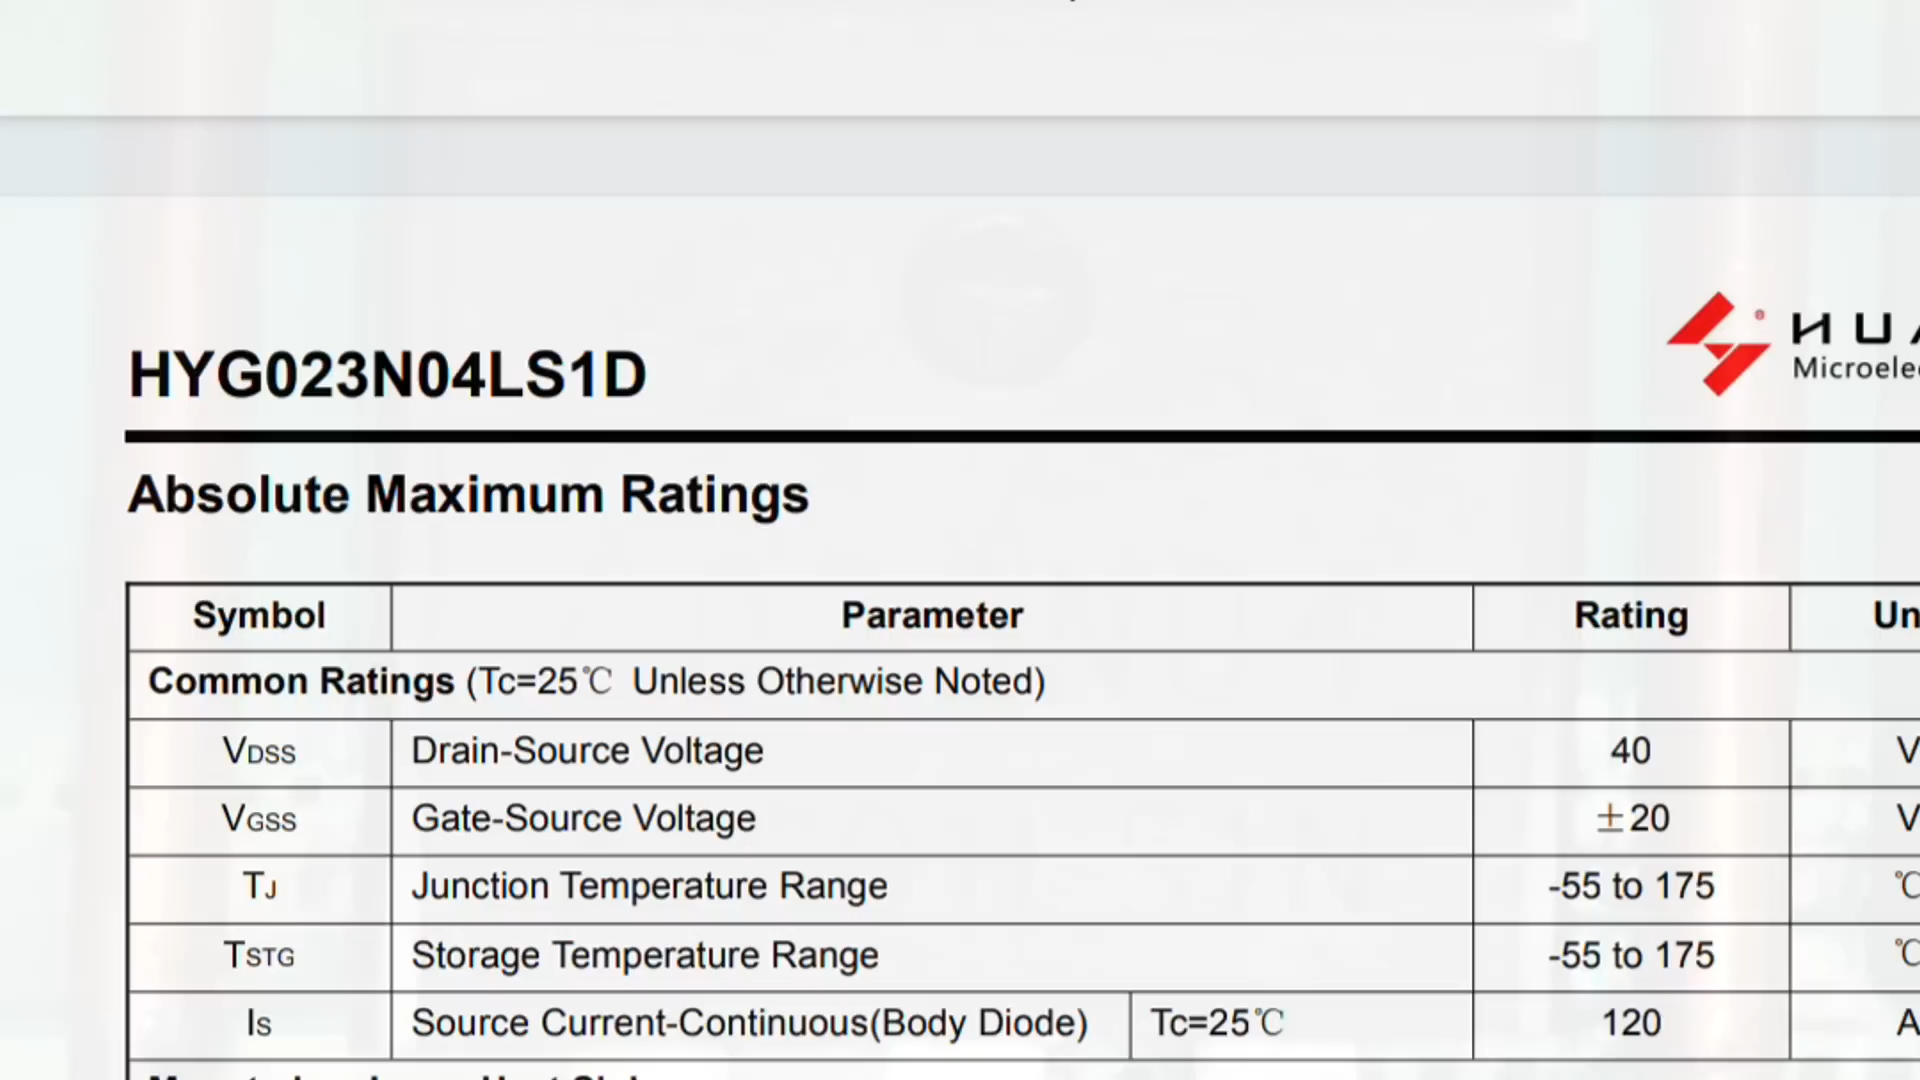 HYG023N04LS1D
HUA
Microelec
Absolute Maximum Ratings
Symbol Parameter Rating Un
Common Ratings (Tc=25℃ Unless Otherwise Noted)
VDSS Drain-Source Voltage 40 V
VGSS Gate-Source Voltage ±20 V
TJ Junction Temperature Range -55 to 175 ℃
TSTG Storage Temperature Range -55 to 175 ℃
IS Source Current-Continuous(Body Diode) Tc=25℃ 120 A